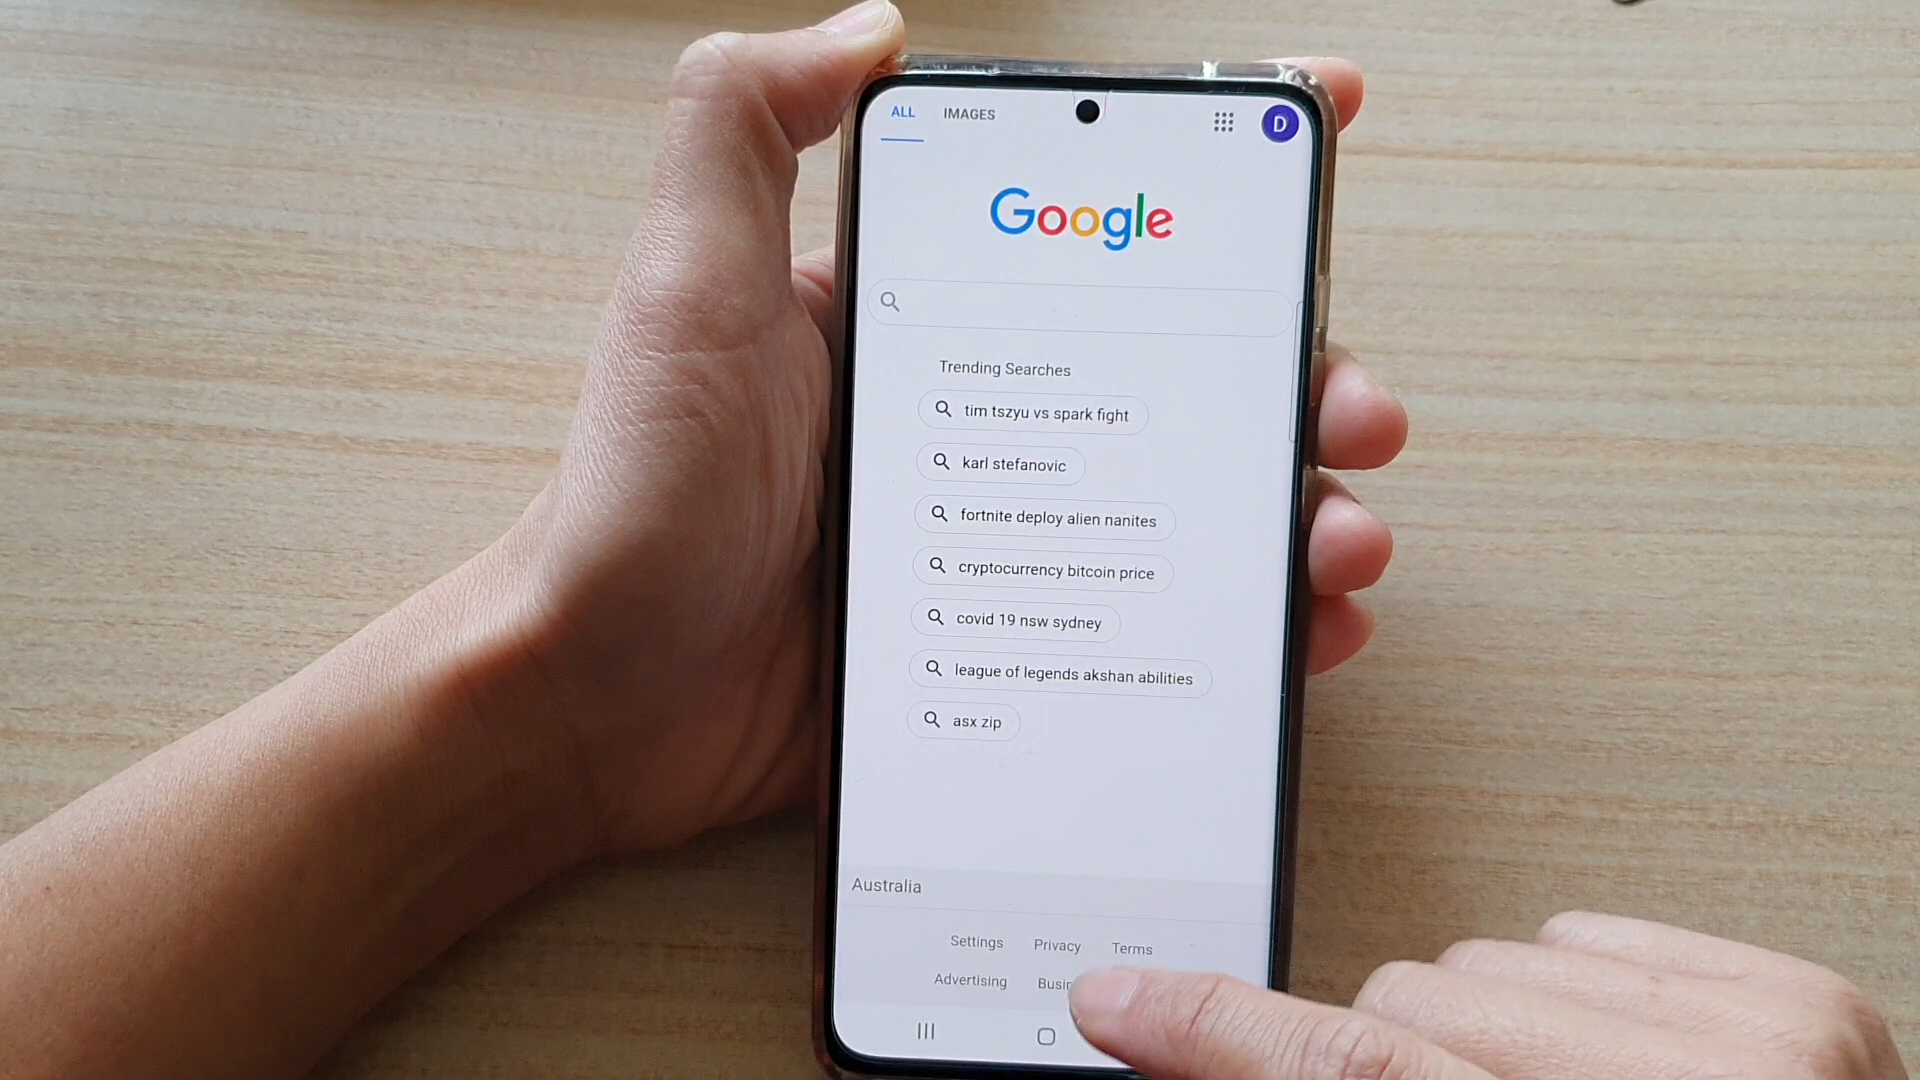 ALL IMAGES
D
Google
Trending Searches
tim tszyu vs spark fight
karl stefanovic
fortnite deploy alien nanites
cryptocurrency bitcoin price
covid 19 nsw sydney
league of legends akshan abilities
asx zip
Australia
Settings Privacy Terms
Advertising